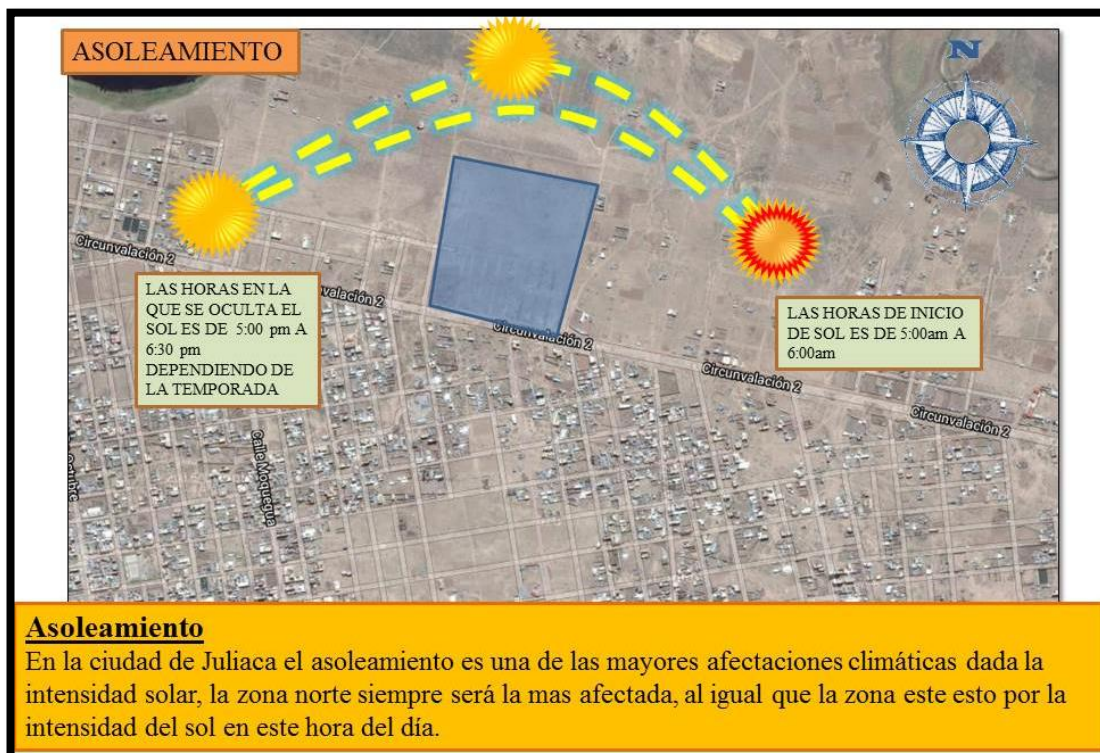 ASOLEAMIENTO
N
Circunvalación 2
nvalación 2
Circunvalación 2
Circunvalación 2
Circunvalación 2
LAS HORAS EN LA
QUE SE OCULTA EL
SOL ES DE 5:00 pm A
6:30 pm
DEPENDIENDO DE
LA TEMPORADA
LAS HORAS DE INICIO
DE SOL ES DE 5:00am A
6:00am
Calle Moquegua
Octubre
Asoleamiento
En la ciudad de Juliaca el asoleamiento es una de las mayores afectaciones climáticas dada la
intensidad solar, la zona norte siempre será la mas afectada, al igual que la zona este esto por la
intensidad del sol en este hora del día.